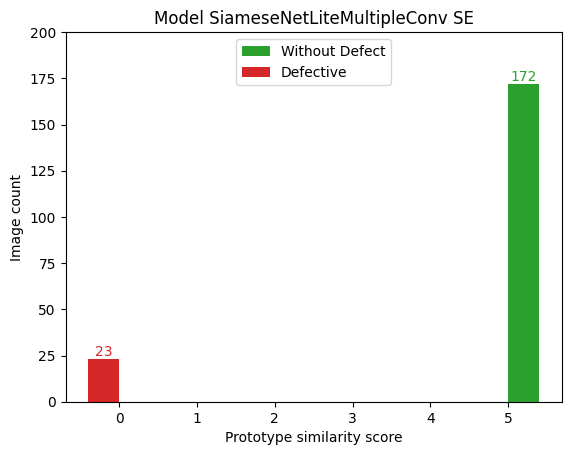 Model SiameseNetLiteMultipleConv SE
Without Defect
Defective
200
175
150
125
100
75
50
25
0
Image count
172
23
0 1 2 3 4 5
Prototype similarity score